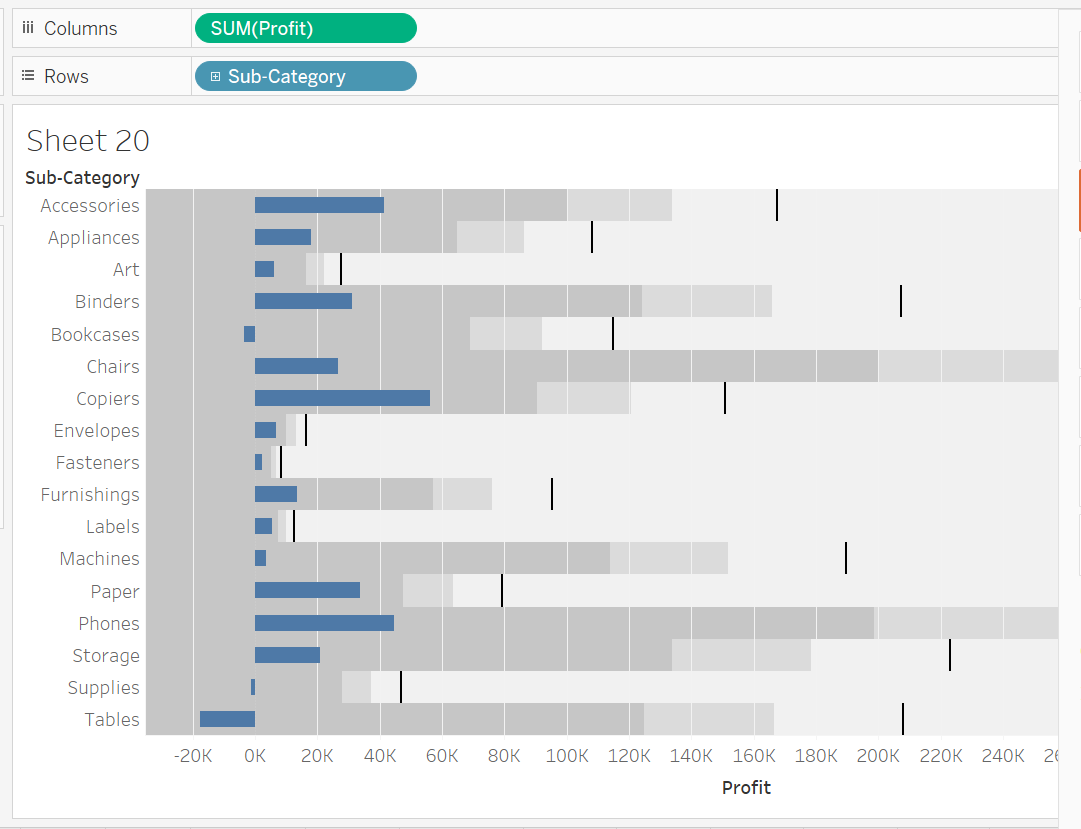 Columns SUM(Profit)
Rows Sub-Category
Sheet 20
Sub-Category
Accessories
Appliances
Art
Binders
Bookcases
Chairs
Copiers
Envelopes
Fasteners
Furnishings
Labels
Machines
Paper
Phones
Storage
Supplies
Tables
-20K 0K 20K 40K 60K 80K 100K 120K 140K 160K 180K 200K 220K 240K
Profit